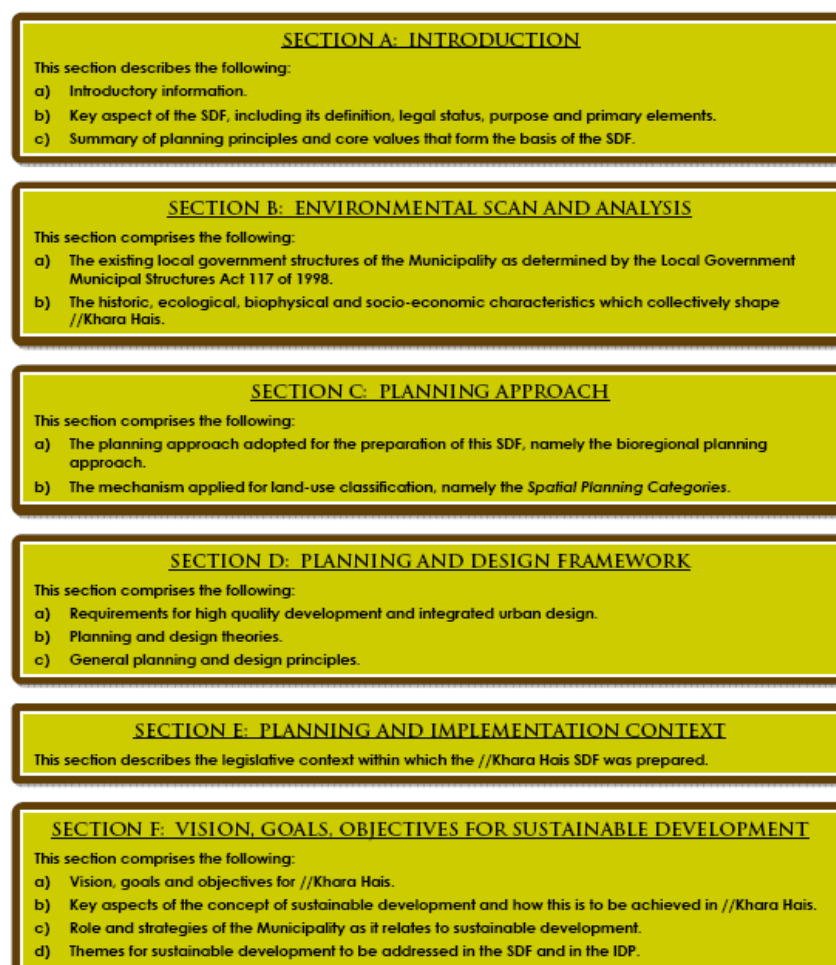 SECTION A: INTRODUCTION
This section describes the following:
a) Introductory information.
b) Key aspect of the SDF, including its definition, legal status, purpose and primary elements.
c) Summary of planning principles and core values that form the basis of the SDF.
SECTION B: ENVIRONMENTAL SCAN AND ANALYSIS
This section comprises the following:
a) The existing local government structures of the Municipality as determined by the Local Government
Municipal Structures Act 117 of 1998.
b) The historic, ecological, biophysical and socio-economic characteristics which collectively shape
//Khara Hais.
SECTION C: PLANNING APPROACH
This section comprises the following:
a) The planning approach adopted for the preparation of this SDF, namely the bioregional planning
approach.
b) The mechanism applied for land-use classification, namely the Spatial Planning Categories.
SECTION D: PLANNING AND DESIGN FRAMEWORK
This section comprises the following:
a) Requirements for high quality development and integrated urban design.
b) Planning and design theories.
c) General planning and design principles.
SECTION E: PLANNING AND IMPLEMENTATION CONTEXT
This section describes the legislative context within which the //Khara Hais SDF was prepared.
SECTION F: VISION, GOALS, OBJECTIVES FOR SUSTAINABLE DEVELOPMENT
This section comprises the following:
a) Vision, goals and objectives for //Khara Hais.
b) Key aspects of the concept of sustainable development and how this is to be achieved in //Khara Hais.
c) Role and strategies of the Municipality as it relates to sustainable development.
d) Themes for sustainable development to be addressed in the SDF and in the IDP.